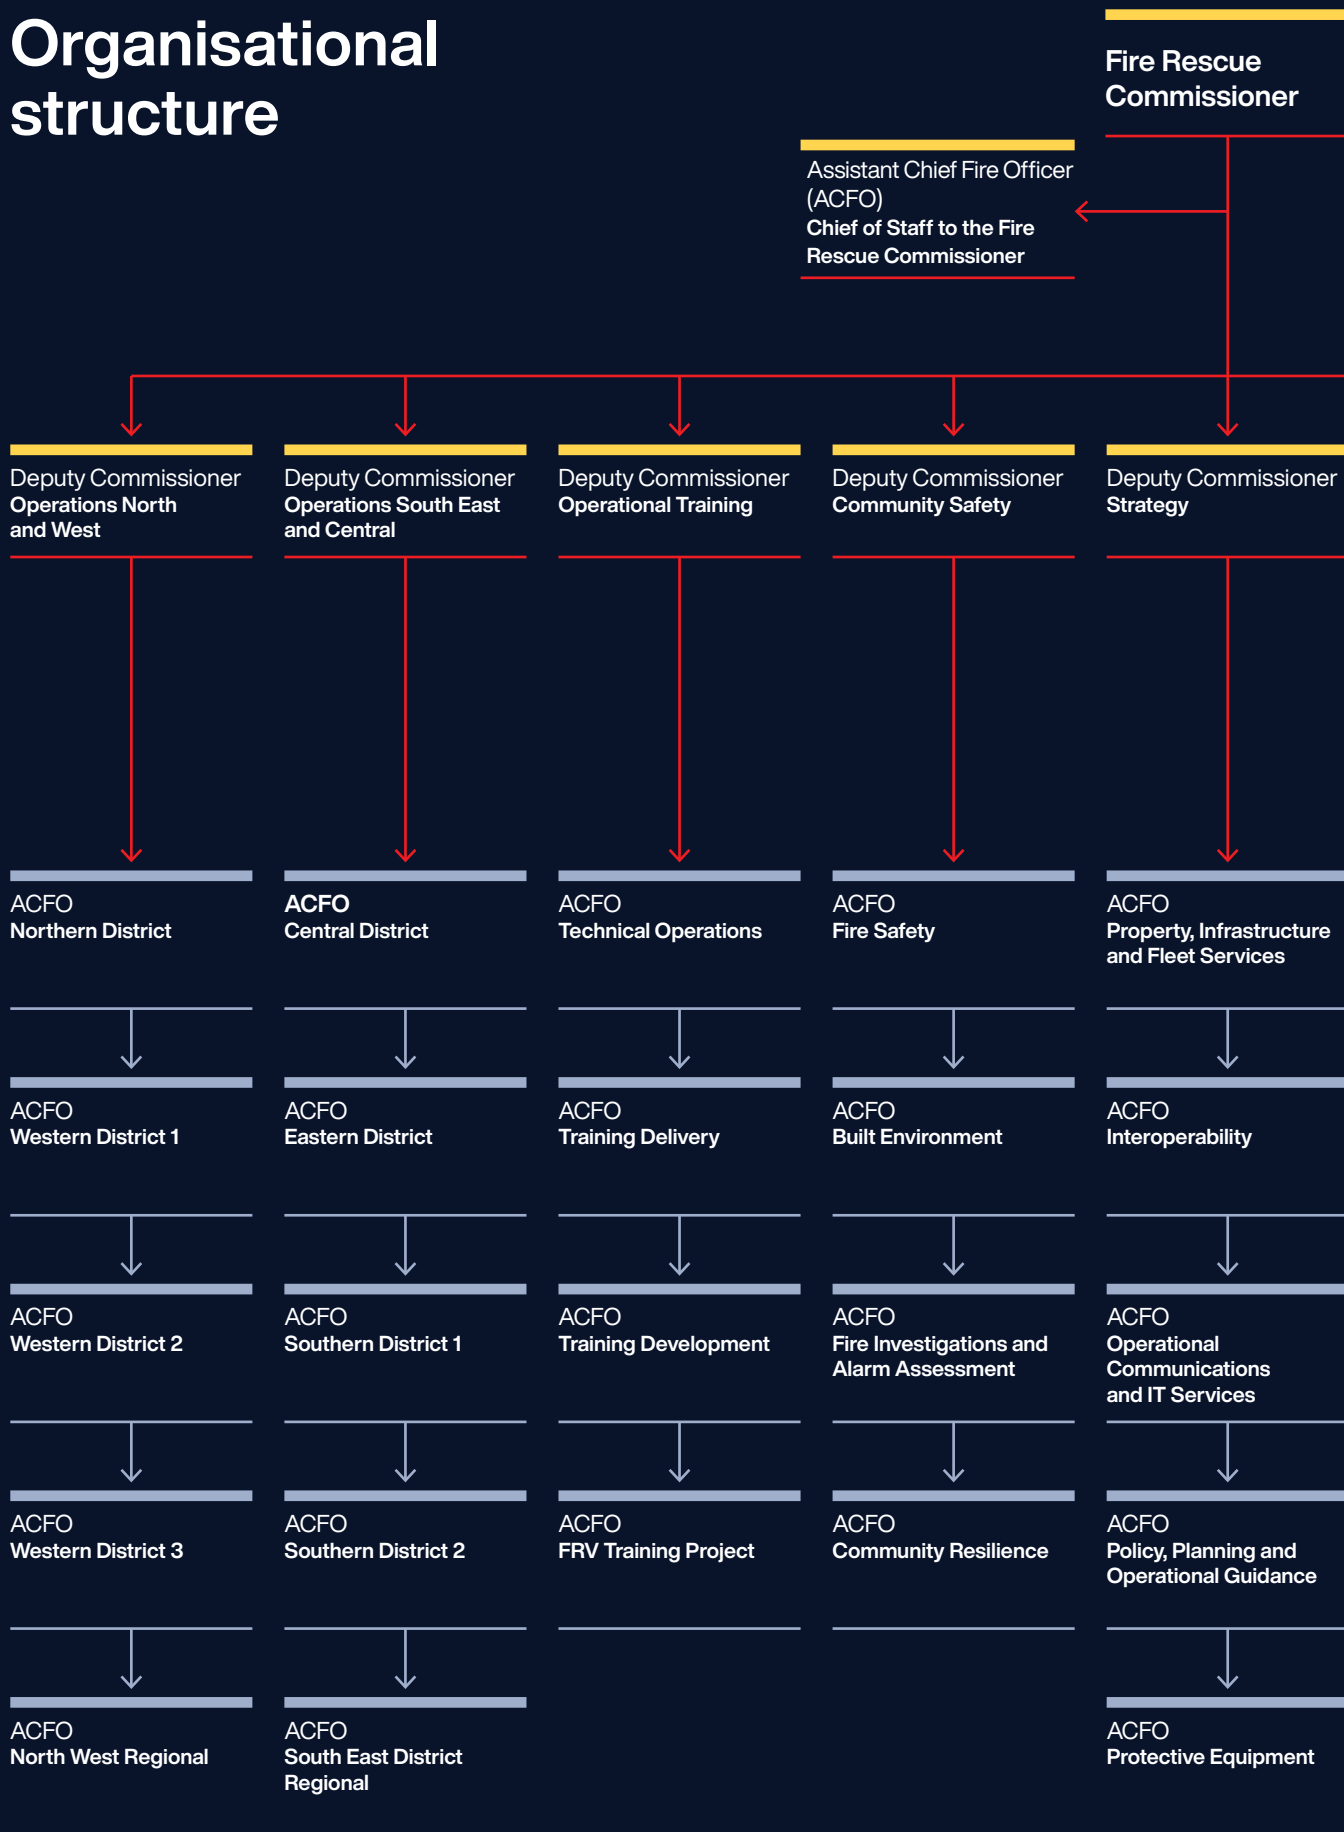 Organisational
structure
Fire Rescue
Commissioner
Assistant Chief Fire Officer
(ACFO)
Chief of Staff to the Fire
Rescue Commissioner
Deputy Commissioner
Operations North
and West
Deputy Commissioner
Operations South East
and Central
Deputy Commissioner
Operational Training
Deputy Commissioner
Community Safety
Deputy Commissioner
Strategy
ACFO
Northern District
ACFO
Central District
ACFO
Technical Operations
ACFO
Fire Safety
ACFO
Property, Infrastructure
and Fleet Services
ACFO
Western District 1
ACFO
Eastern District
ACFO
Training Delivery
ACFO
Built Environment
ACFO
Interoperability
ACFO
Western District 2
ACFO
Southern District 1
ACFO
Training Development
ACFO
Fire Investigations and
Alarm Assessment
ACFO
Operational
Communications
and IT Services
ACFO
Western District 3
ACFO
Southern District 2
ACFO
FRV Training Project
ACFO
Community Resilience
ACFO
Policy, Planning and
Operational Guidance
ACFO
North West Regional
ACFO
South East District
Regional
ACFO
Protective Equipment